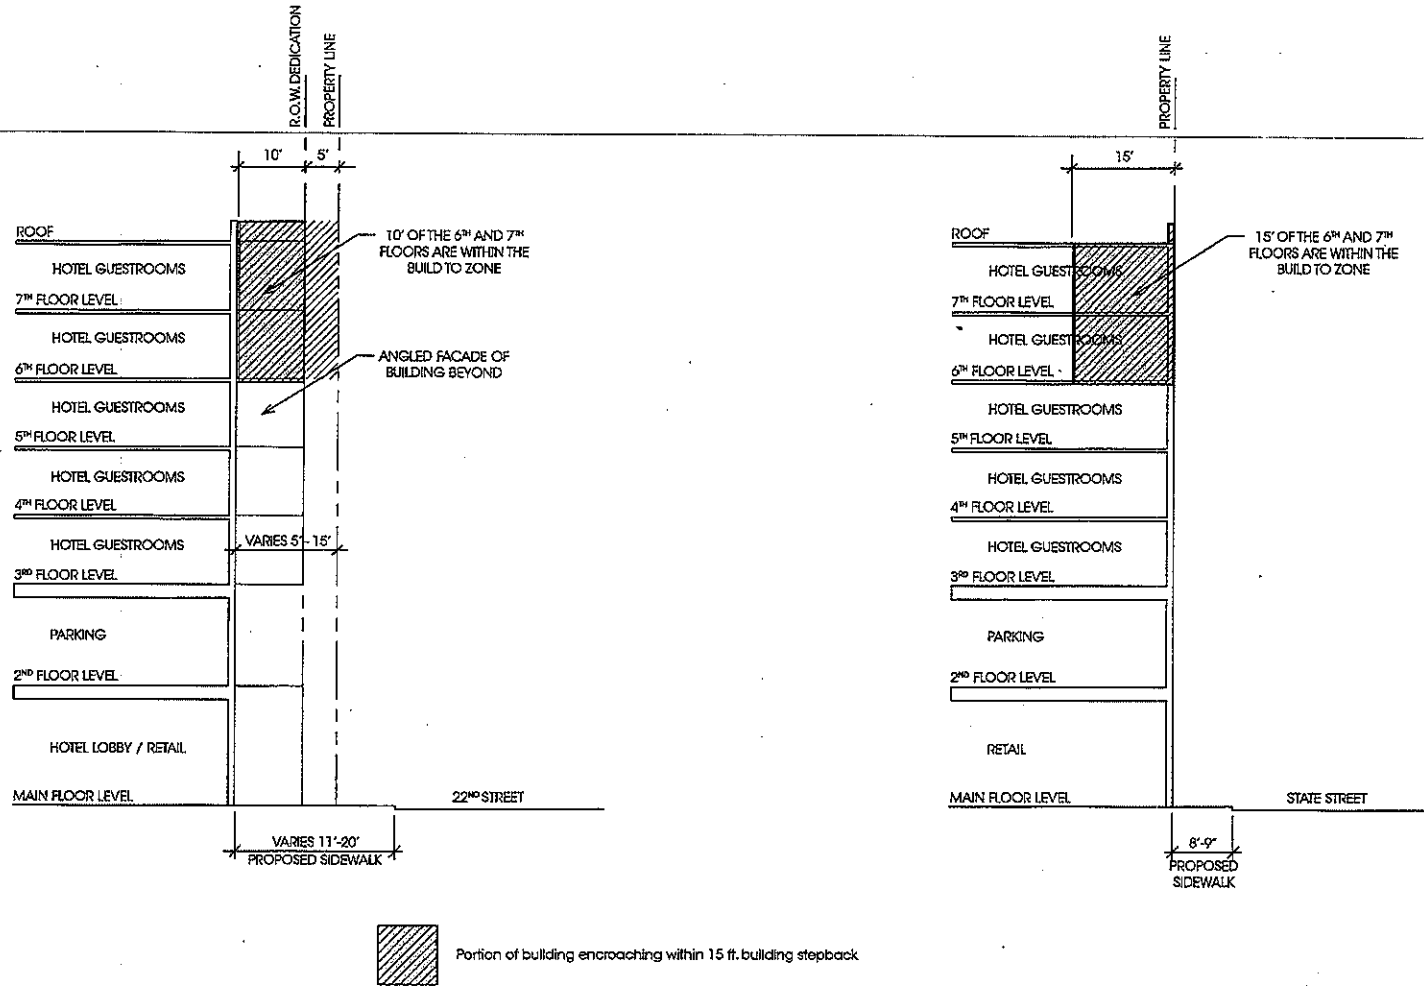 R.O.W. DEDICATION
PROPERTY LINE
10'
5'
ROOF
10' OF THE 6TH AND 7TH
FLOORS ARE WITHIN THE
BUILD TO ZONE
HOTEL GUESTROOMS
7TH FLOOR LEVEL
HOTEL GUESTROOMS
6TH FLOOR LEVEL
ANGLED FACADE OF
BUILDING BEYOND
HOTEL GUESTROOMS
5TH FLOOR LEVEL
HOTEL GUESTROOMS
4TH FLOOR LEVEL
HOTEL GUESTROOMS
VARIES 5'- 15'
3RD FLOOR LEVEL
PARKING
2ND FLOOR LEVEL
HOTEL LOBBY / RETAIL
MAIN FLOOR LEVEL
22ND STREET
VARIES 11'-20'
PROPOSED SIDEWALK
PROPERTY LINE
15'
ROOF
15' OF THE 6TH AND 7TH
FLOORS ARE WITHIN THE
BUILD TO ZONE
HOTEL GUESTROOMS
7TH FLOOR LEVEL
HOTEL GUESTROOMS
6TH FLOOR LEVEL
HOTEL GUESTROOMS
5TH FLOOR LEVEL
HOTEL GUESTROOMS
4TH FLOOR LEVEL
HOTEL GUESTROOMS
3RD FLOOR LEVEL
PARKING
2ND FLOOR LEVEL
RETAIL
MAIN FLOOR LEVEL
STATE STREET
8'-9"
PROPOSED
SIDEWALK
Portion of building encroaching within 15 ft. building stepback